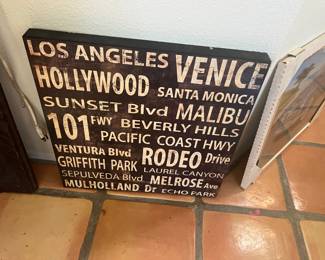 LOS ANGELES VENICE
HOLLYWOOD SANTA MONICA
SUNSET Blvd MALIBU
101 FWY BEVERLY HILLS
PACIFIC COAST HWY
VENTURA Blvd RODEO Drive
GRIFFITH PARK LAUREL CANYON
SEPULVEDA Blvd. MELROSE Ave
MULHOLLAND Dr ECHO PARK